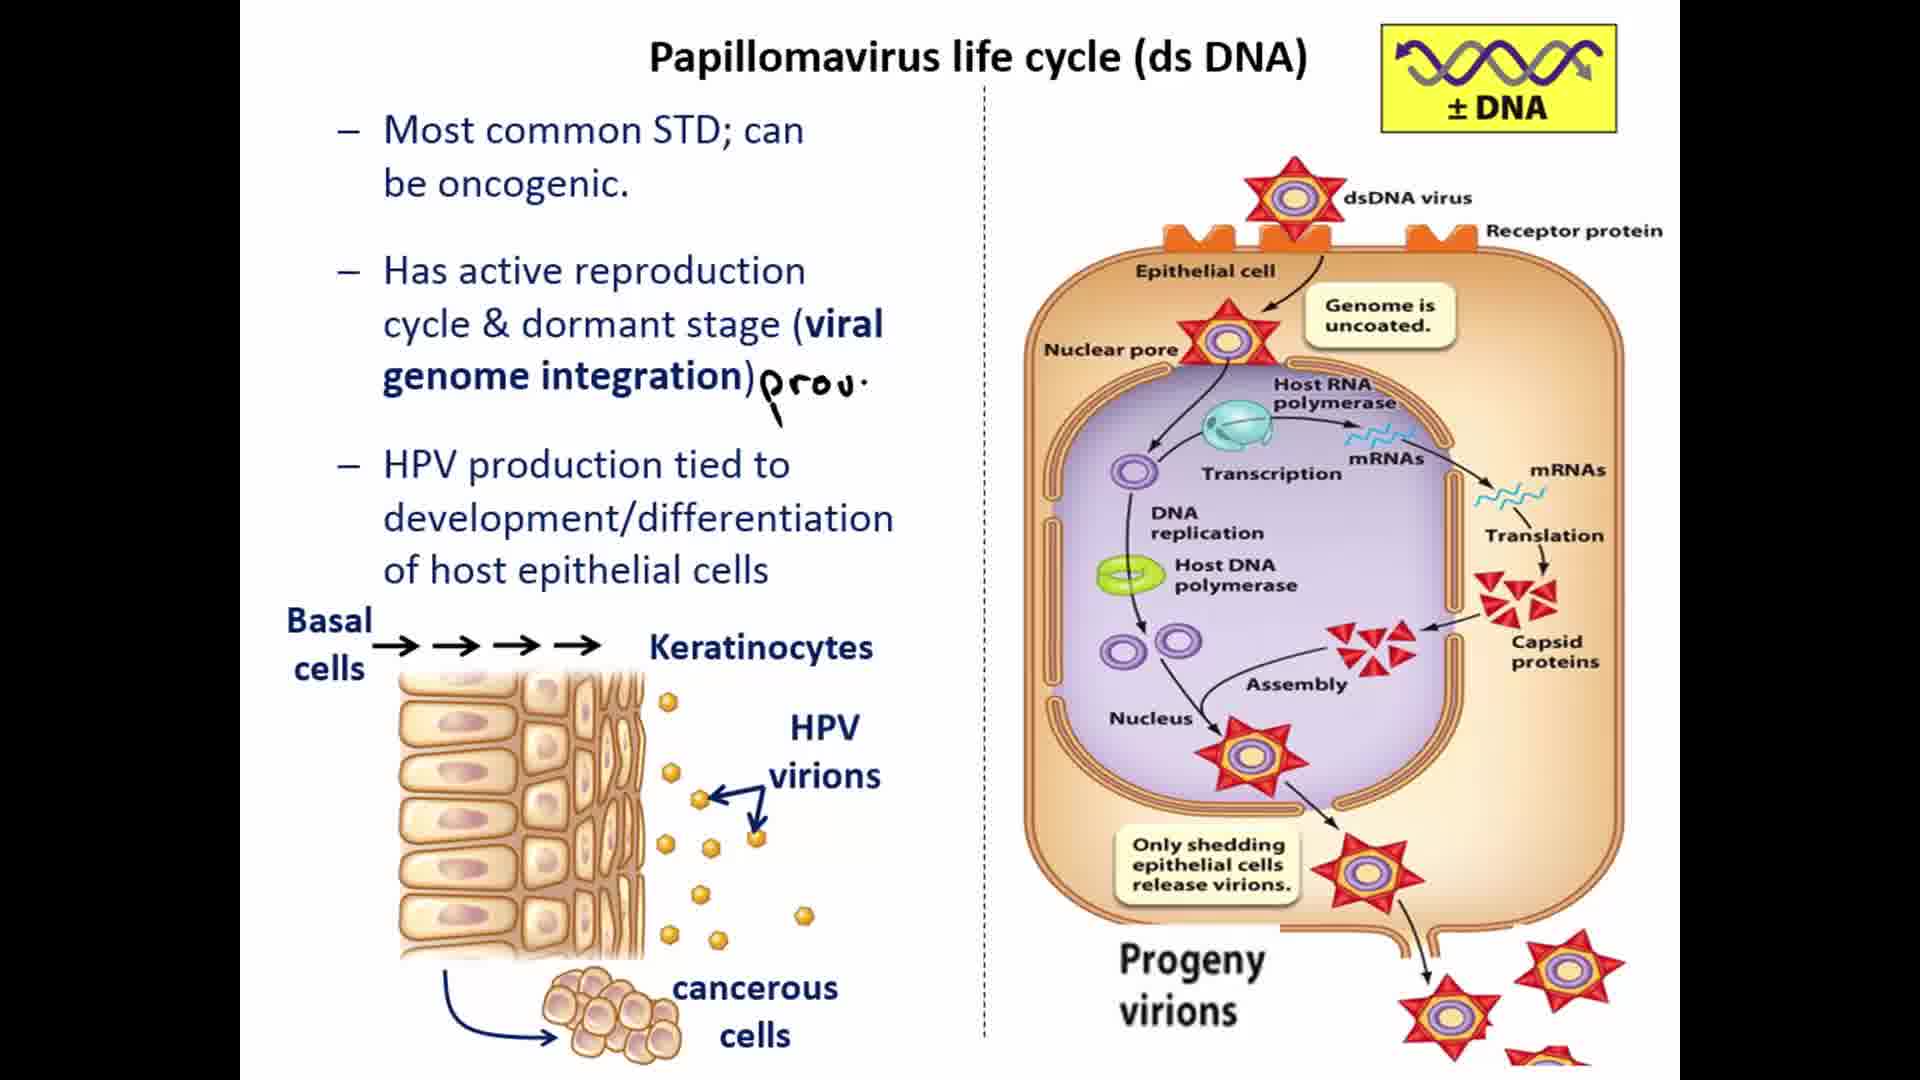 Papillomavirus life cycle (ds DNA)
± DNA
– Most common STD; can
be oncogenic.
– Has active reproduction
cycle & dormant stage (viral
genome integration) prov.
– HPV production tied to
development/differentiation
of host epithelial cells
Basal
cells
Keratinocytes
HPV
virions
cancerous
cells
dsDNA virus
Receptor protein
Epithelial cell
Genome is
uncoated.
Nuclear pore
Host RNA
polymerase
mRNAs
Transcription
mRNAs
DNA
replication
Translation
Host DNA
polymerase
Capsid
proteins
Assembly
Nucleus
Only shedding
epithelial cells
release virions.
Progeny
virions